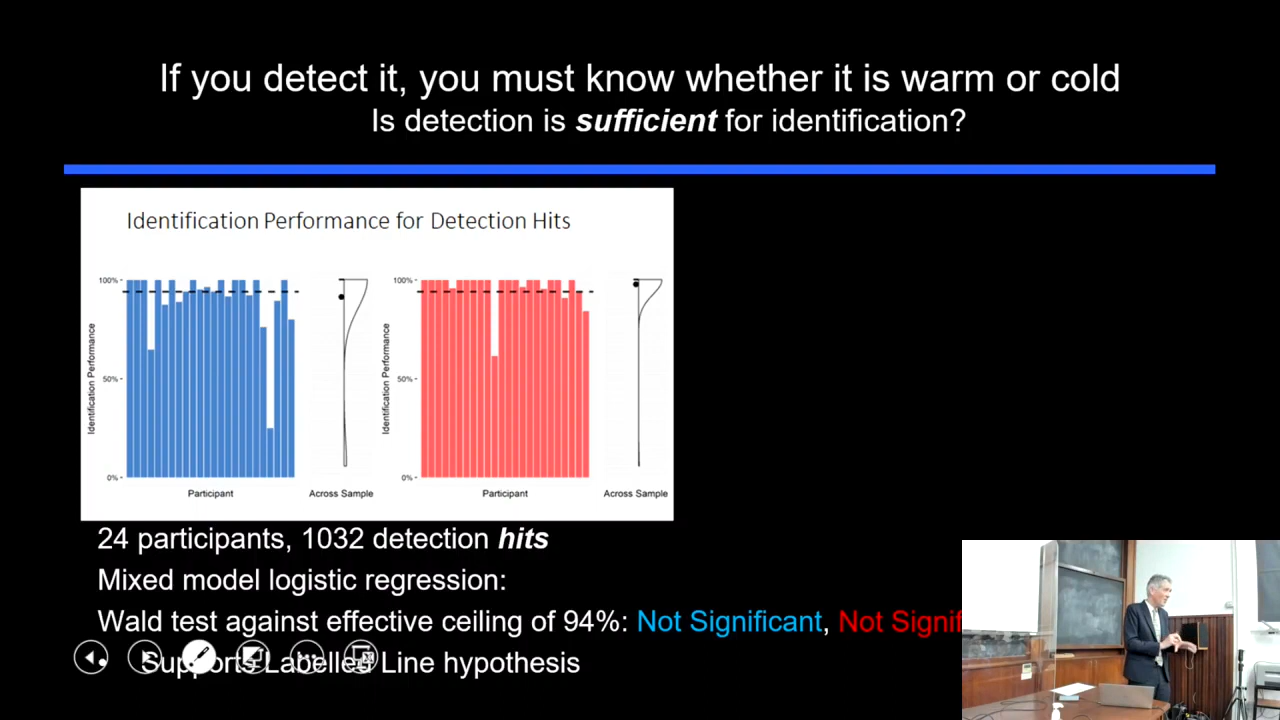 If you detect it, you must know whether it is warm or cold
Is detection is sufficient for identification?
Identification Performance for Detection Hits
100%
50%
0%
Identification Performance
Participant
Across Sample
100%
50%
0%
Identification Performance
Participant
Across Sample
24 participants, 1032 detection hits
Mixed model logistic regression:
Wald test against effective ceiling of 94%: Not Significant, Not Signif
Supports Labelled Line hypothesis